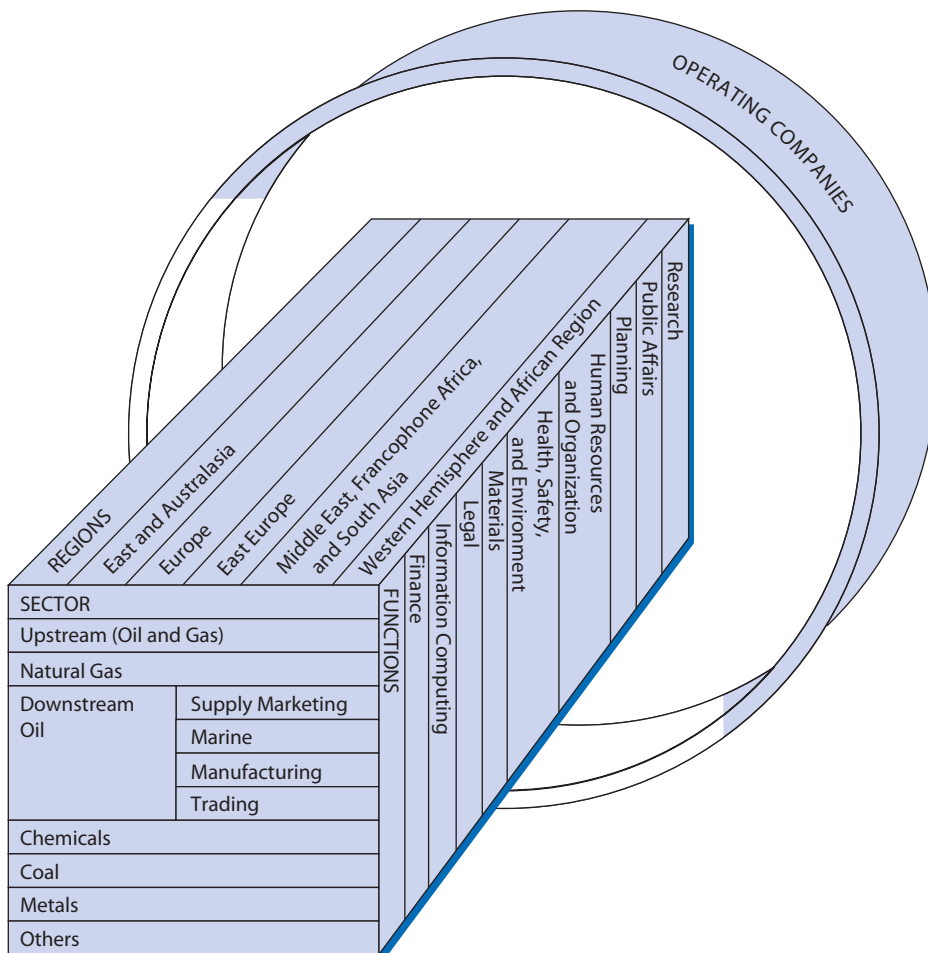 OPERATING COMPANIES
REGIONS
East and Australasia
Europe
East Europe
Middle East, Francophone Africa,
and South Asia
Western Hemisphere and African Region
SECTOR
Upstream (Oil and Gas)
Natural Gas
Downstream
Oil
Supply Marketing
Marine
Manufacturing
Trading
Chemicals
Coal
Metals
Others
FUNCTIONS
Finance
Information Computing
Legal
Materials
Health, Safety,
and Environment
Human Resources
and Organization
Planning
Public Affairs
Research